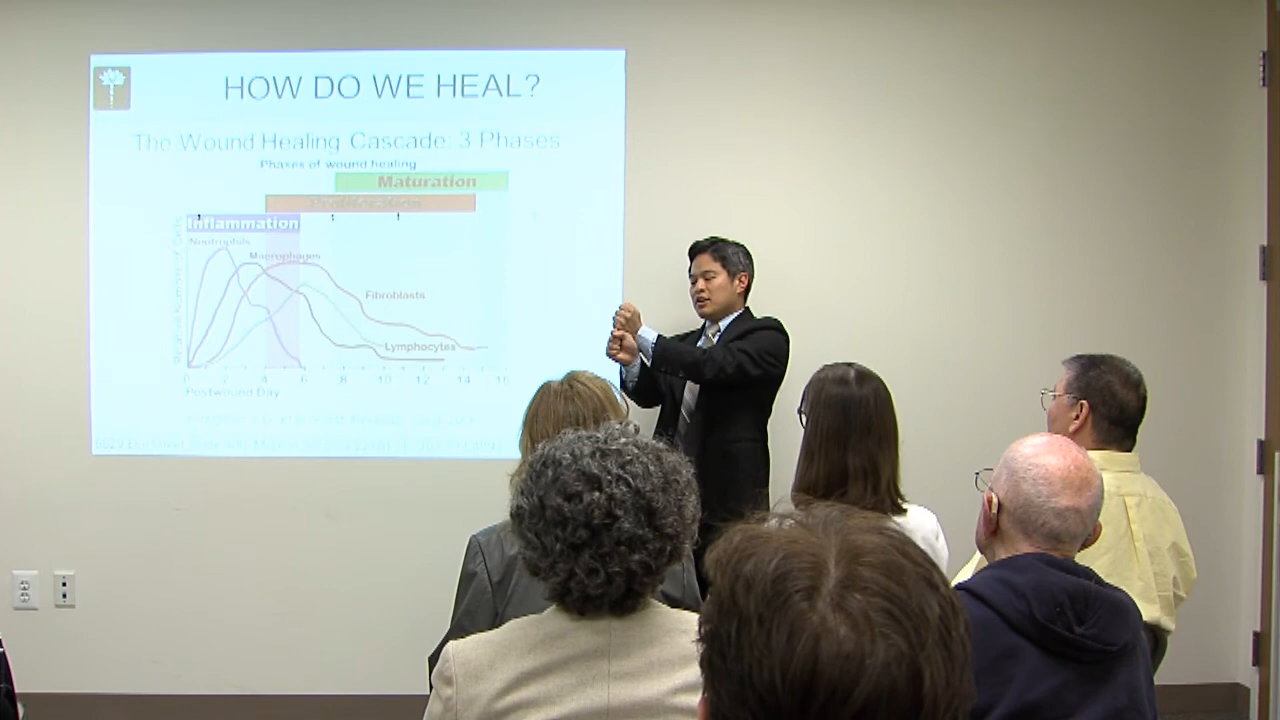 HOW DO WE HEAL?
The Wound Healing Cascade: 3 Phases
Phases of wound healing
Maturation
Proliferation
Inflammation
Neutrophils
Macrophages
Fibroblasts
Lymphocytes
0 2 4 6 8 10 12 14 16
Postwound Day